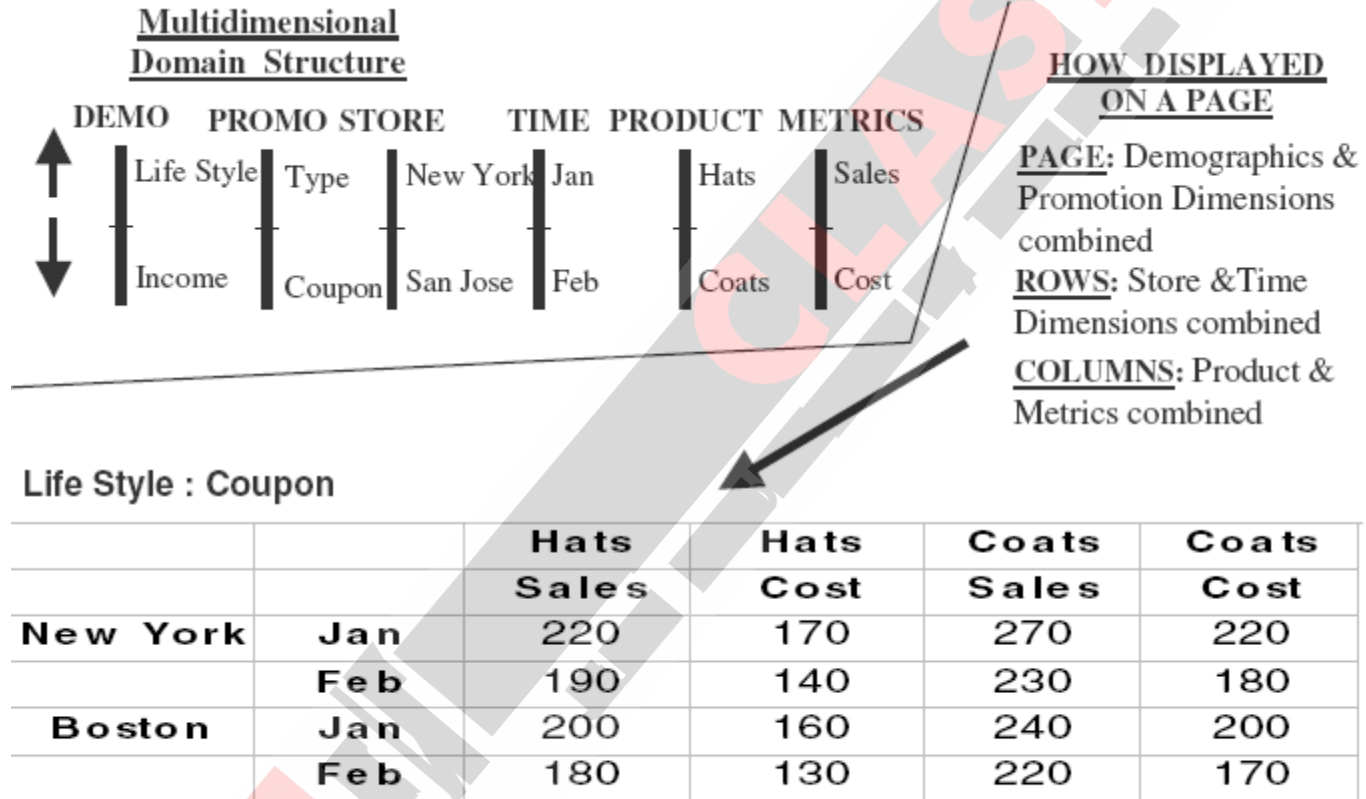 Multidimensional
Domain Structure
DEMO PROMO STORE TIME PRODUCT METRICS
Life Style Type New York Jan Hats Sales
Income Coupon San Jose Feb Coats Cost
HOW DISPLAYED
ON A PAGE
PAGE: Demographics &
Promotion Dimensions
combined
ROWS: Store &Time
Dimensions combined
COLUMNS: Product &
Metrics combined
Life Style : Coupon
Hats Hats Coats Coats
Sales Cost Sales Cost
New York Jan 220 170 270 220
Feb 190 140 230 180
Boston Jan 200 160 240 200
Feb 180 130 220 170